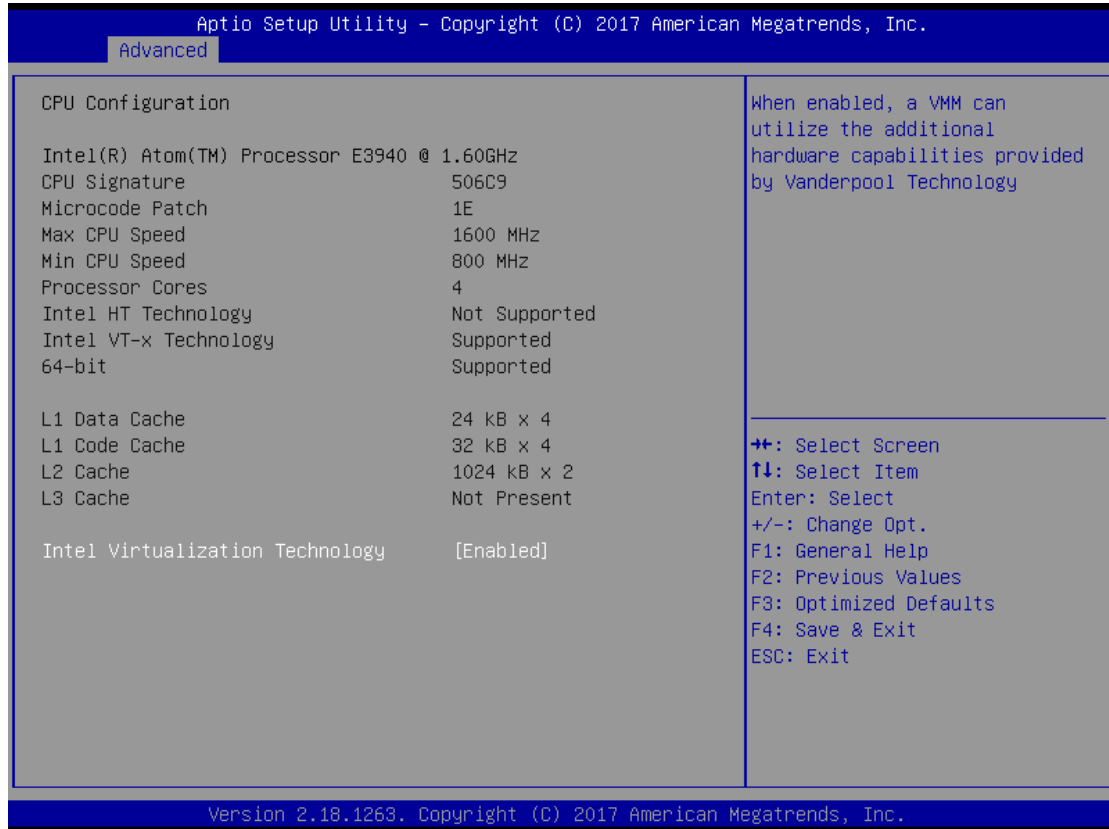 Aptio Setup Utility – Copyright (C) 2017 American Megatrends, Inc.
Advanced
CPU Configuration
Intel(R) Atom(TM) Processor E3940 @ 1.60GHz
CPU Signature 506C9
Microcode Patch 1E
Max CPU Speed 1600 MHz
Min CPU Speed 800 MHz
Processor Cores 4
Intel HT Technology Not Supported
Intel VT-x Technology Supported
64-bit Supported
L1 Data Cache 24 kB x 4
L1 Code Cache 32 kB x 4
L2 Cache 1024 kB x 2
L3 Cache Not Present
Intel Virtualization Technology [Enabled]
When enabled, a VMM can
utilize the additional
hardware capabilities provided
by Vanderpool Technology
→←: Select Screen
↑↓: Select Item
Enter: Select
+/-: Change Opt.
F1: General Help
F2: Previous Values
F3: Optimized Defaults
F4: Save & Exit
ESC: Exit
Version 2.18.1263. Copyright (C) 2017 American Megatrends, Inc.